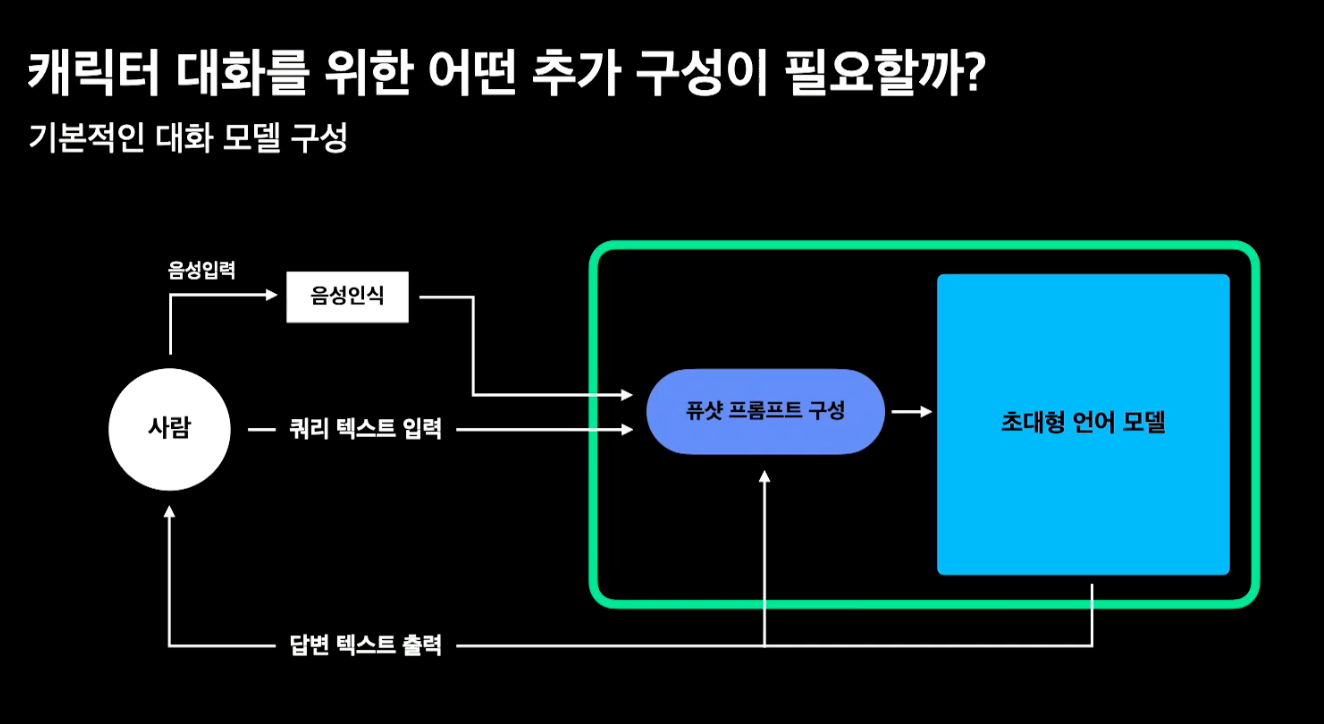 캐릭터 대화를 위한 어떤 추가 구성이 필요할까?
기본적인 대화 모델 구성
음성입력
음성인식
사람
쿼리 텍스트 입력
퓨샷 프롬프트 구성
초대형 언어 모델
답변 텍스트 출력